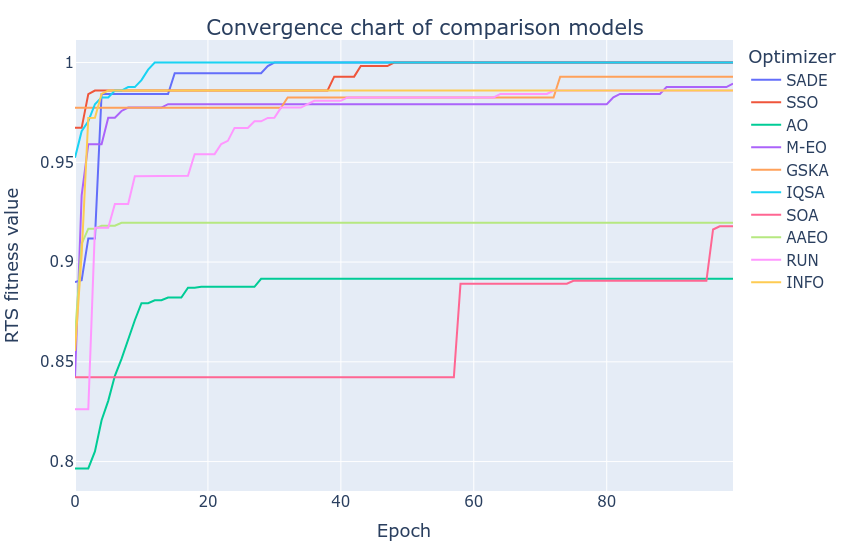 Convergence chart of comparison models
RTS fitness value
1
0.95
0.9
0.85
0.8
0
20
40
60
80
Epoch
Optimizer
SADE
SSO
AO
M-EO
GSKA
IQSA
SOA
AAEO
RUN
INFO